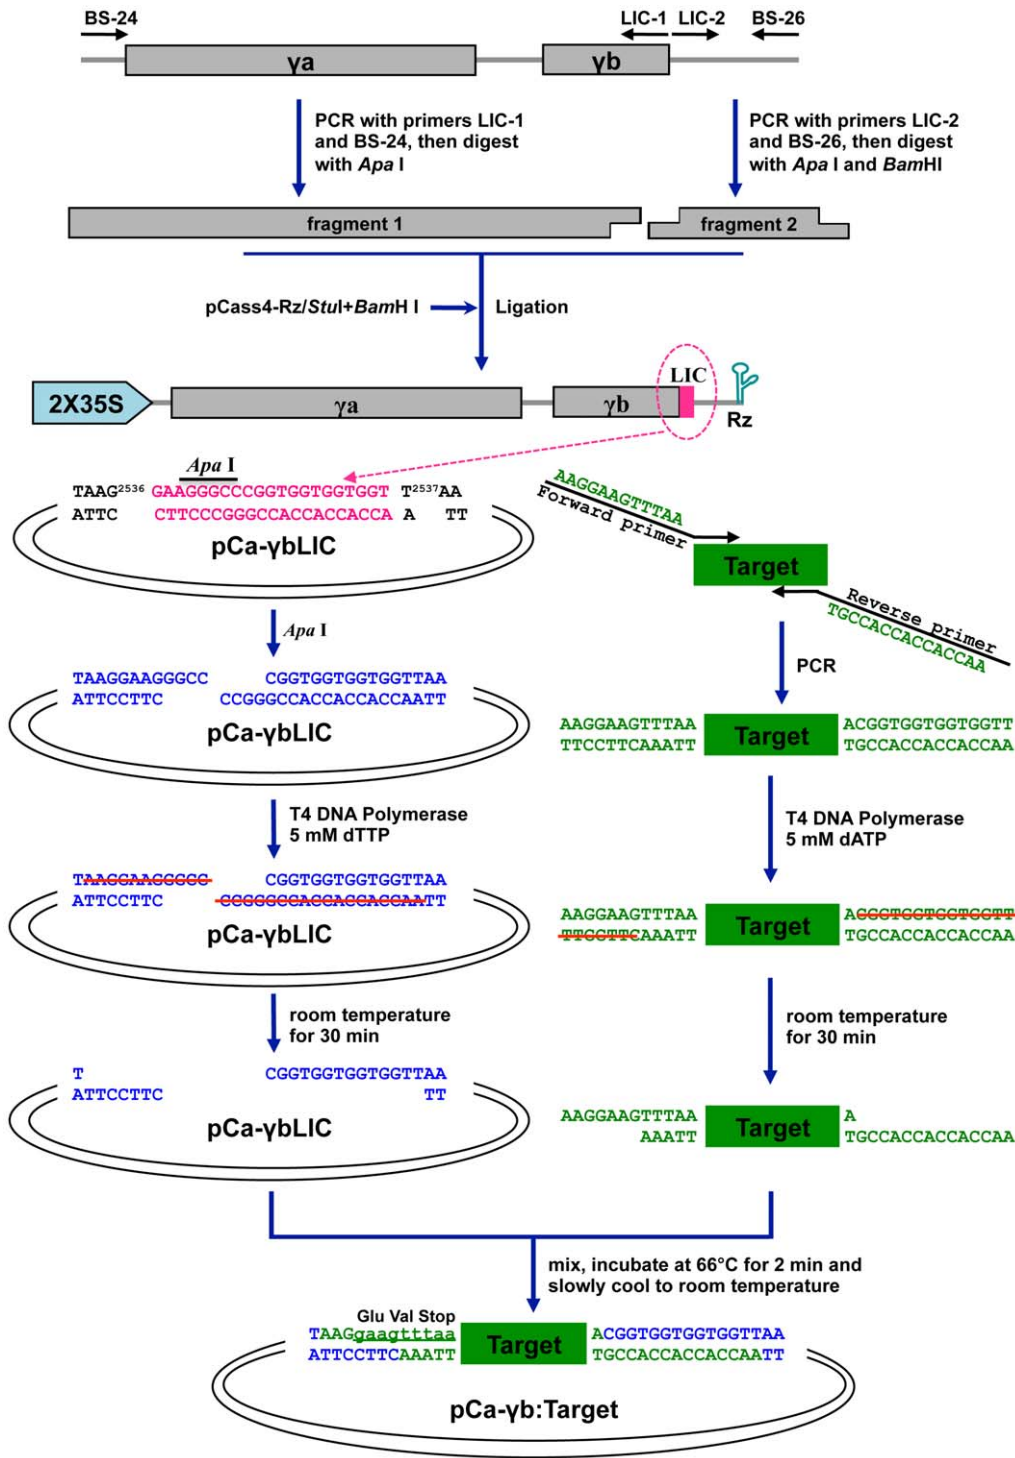 BS-24
LIC-1
LIC-2
BS-26
γa
γb
PCR with primers LIC-1
and BS-24, then digest
with Apa I
PCR with primers LIC-2
and BS-26, then digest
with Apa I and BamHI
fragment 1
fragment 2
pCass4-Rz/StuI+BamH I
Ligation
2X35S
γa
γb
LIC
Rz
Apa I
TAAG2536 GAAGGGCCCGGTGGTGGTGGT T2537AA
ATTC CTTCCCGGGCCACCACCACCA A TT
pCa-γbLIC
AAGGAAGTTTAA
Forward primer
Target
Reverse primer
TGCCACCACCACCAA
Apa I
PCR
TAAGGAAGGGCC CGGTGGTGGTGGTTAA
ATTCCTTC CCGGGCCACCACCACCAATT
pCa-γbLIC
AAGGAAGTTTAA Target ACGGTGGTGGTGGTT
TTCCTTCAAATT TGCCACCACCACCAA
T4 DNA Polymerase
5 mM dTTP
T4 DNA Polymerase
5 mM dATP
TAAGGAAGGGCC CGGTGGTGGTGGTTAA
ATTCCTTC CCGGGCCACCACCACCAATT
pCa-γbLIC
AAGGAAGTTTAA Target ACGGTGGTGGTGGTT
TTCCTTCAAATT TGCCACCACCACCAA
room temperature
for 30 min
room temperature
for 30 min
T CGGTGGTGGTGGTTAA
ATTCCTTC TT
pCa-γbLIC
AAGGAAGTTTAA Target A
AAATT TGCCACCACCACCAA
mix, incubate at 66°C for 2 min and
slowly cool to room temperature
Glu Val Stop
TAAGgaagtttaa Target ACGGTGGTGGTGGTTAA
ATTCCTTCAAATT TGCCACCACCACCAATT
pCa-γb:Target